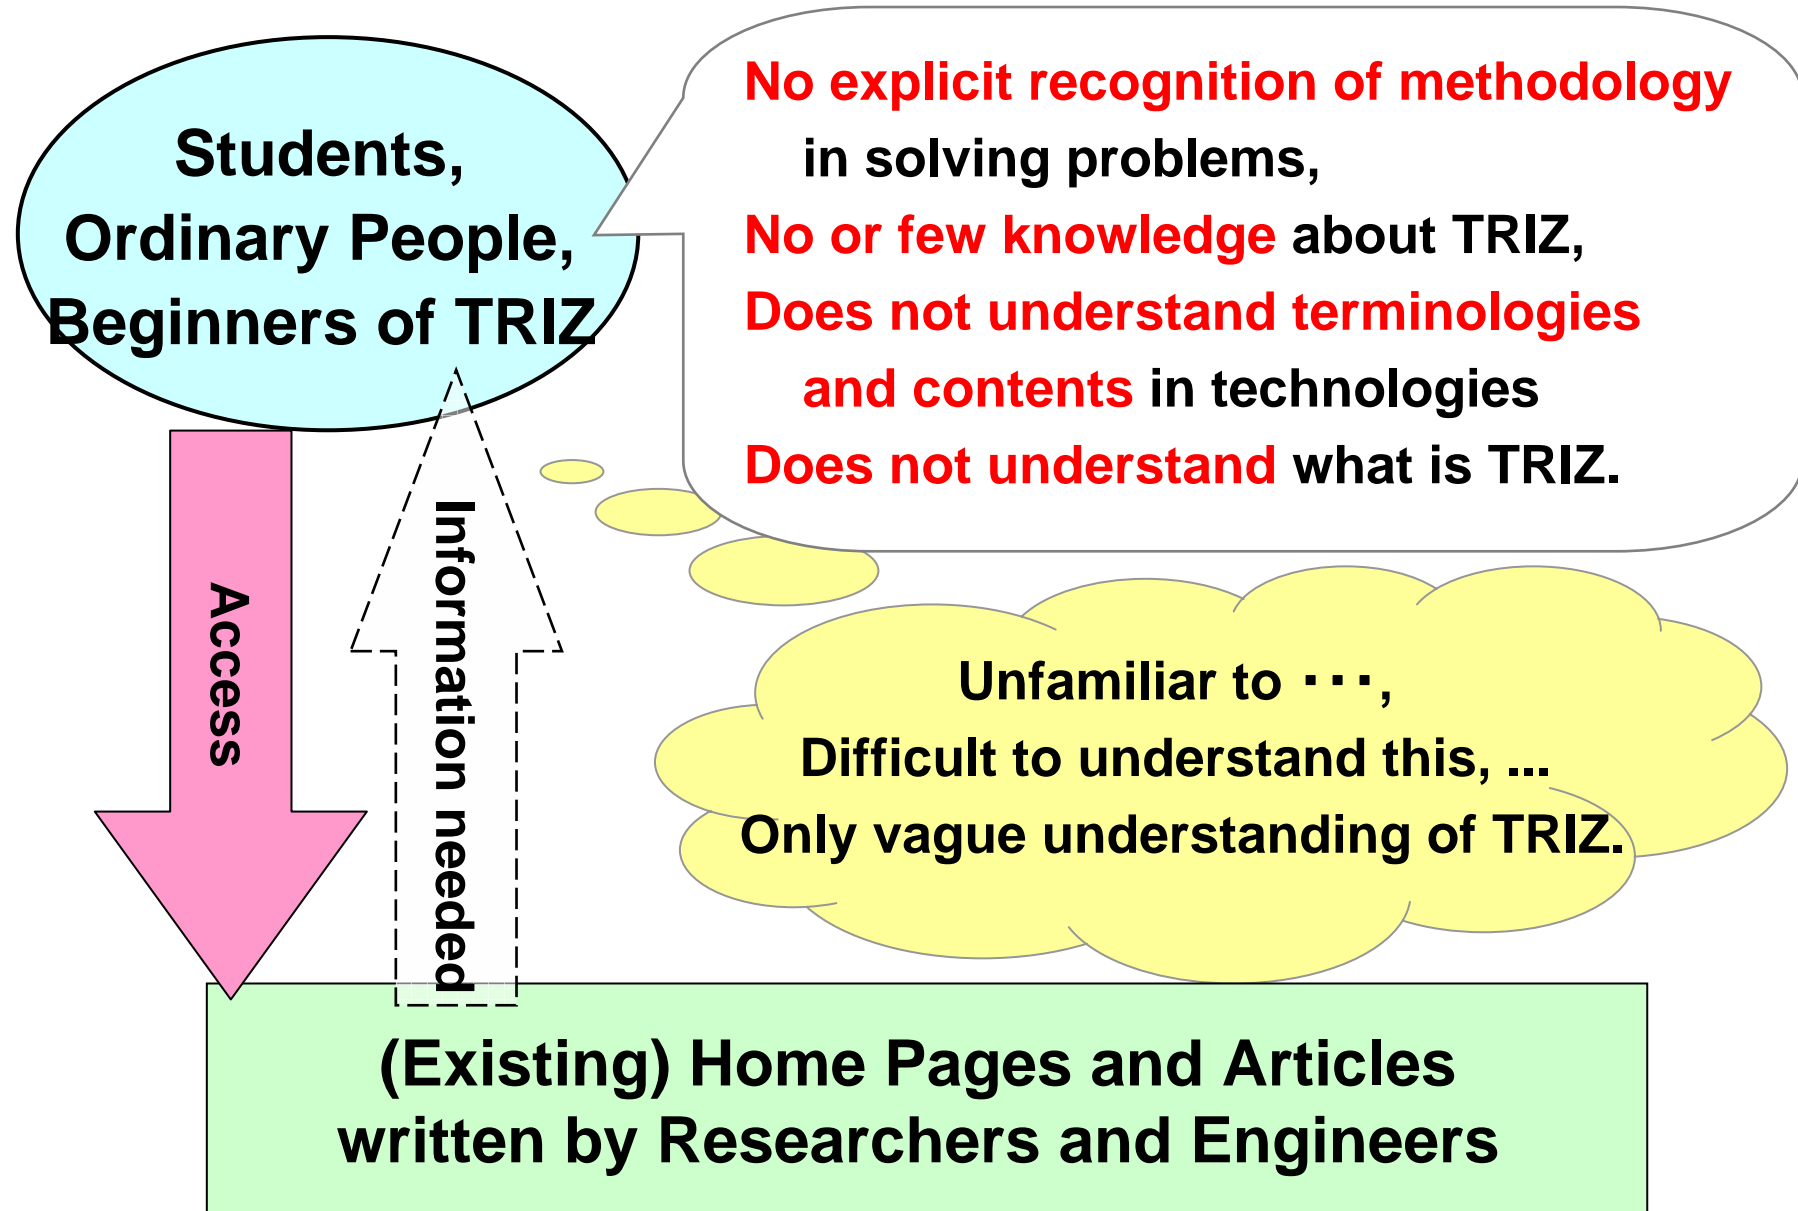 Students,
Ordinary People,
Beginners of TRIZ
No explicit recognition of methodology
in solving problems,
No or few knowledge about TRIZ,
Does not understand terminologies
and contents in technologies
Does not understand what is TRIZ.
Access
Information needed
Unfamiliar to ･･･,
Difficult to understand this, ...
Only vague understanding of TRIZ.
(Existing) Home Pages and Articles
written by Researchers and Engineers